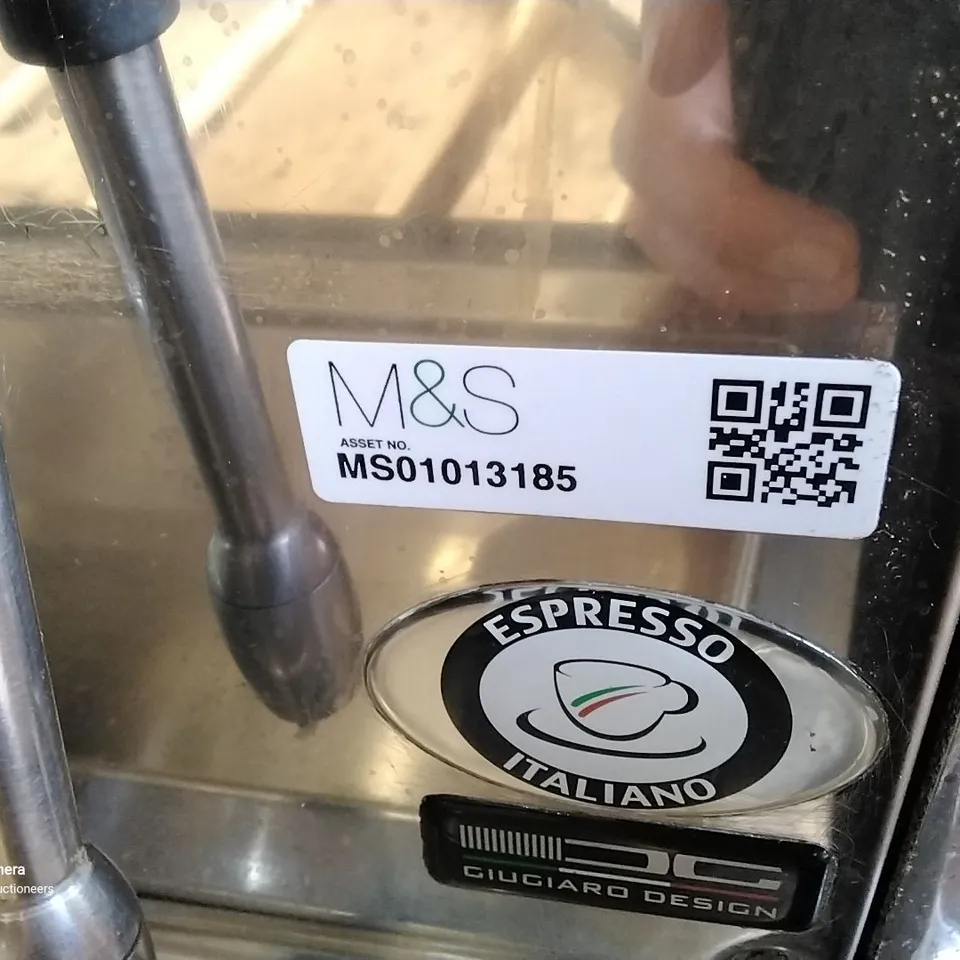 M&S
ASSET NO.
MS01013185
ESPRESSO
ITALIANO
GIUGIARO DESIGN